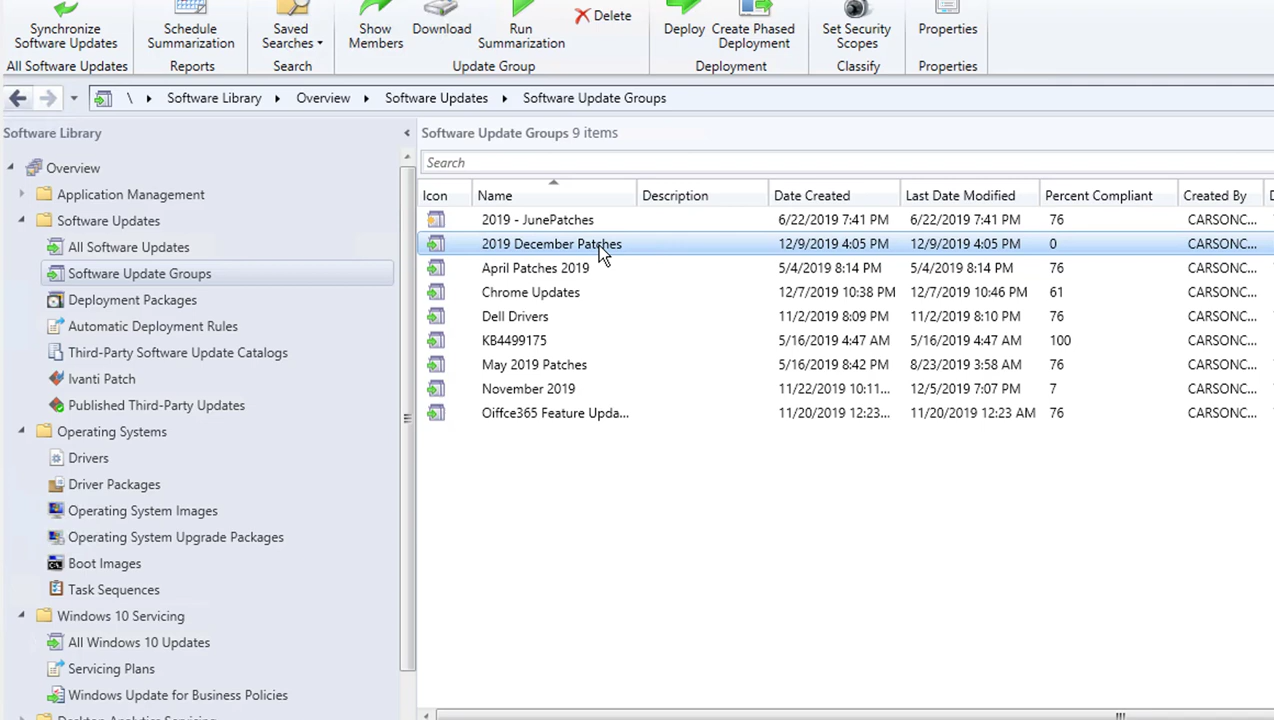 Synchronize
Software Updates
Schedule
Summarization
Saved
Searches
Show
Members
Download
Run
Summarization
Delete
Deploy
Create Phased
Deployment
Set Security
Scopes
Properties
All Software Updates
Reports
Search
Update Group
Deployment
Classify
Properties
\ Software Library Overview Software Updates Software Update Groups
Software Library
Overview
Application Management
Software Updates
All Software Updates
Software Update Groups
Deployment Packages
Automatic Deployment Rules
Third-Party Software Update Catalogs
Ivanti Patch
Published Third-Party Updates
Operating Systems
Drivers
Driver Packages
Operating System Images
Operating System Upgrade Packages
Boot Images
Task Sequences
Windows 10 Servicing
All Windows 10 Updates
Servicing Plans
Windows Update for Business Policies
Desktop Analytics Servicing
Software Update Groups 9 items
Search
Icon Name Description Date Created Last Date Modified Percent Compliant Created By
2019 - JunePatches 6/22/2019 7:41 PM 6/22/2019 7:41 PM 76 CARSONC...
2019 December Patches 12/9/2019 4:05 PM 12/9/2019 4:05 PM 0 CARSONC...
April Patches 2019 5/4/2019 8:14 PM 5/4/2019 8:14 PM 76 CARSONC...
Chrome Updates 12/7/2019 10:38 PM 12/7/2019 10:46 PM 61 CARSONC...
Dell Drivers 11/2/2019 8:09 PM 11/2/2019 8:10 PM 76 CARSONC...
KB4499175 5/16/2019 4:47 AM 5/16/2019 4:47 AM 100 CARSONC...
May 2019 Patches 5/16/2019 8:42 PM 8/23/2019 3:58 AM 76 CARSONC...
November 2019 11/22/2019 10:11... 12/5/2019 7:07 PM 7 CARSONC...
Oiffce365 Feature Upda... 11/20/2019 12:23... 11/20/2019 12:23 AM 76 CARSONC...